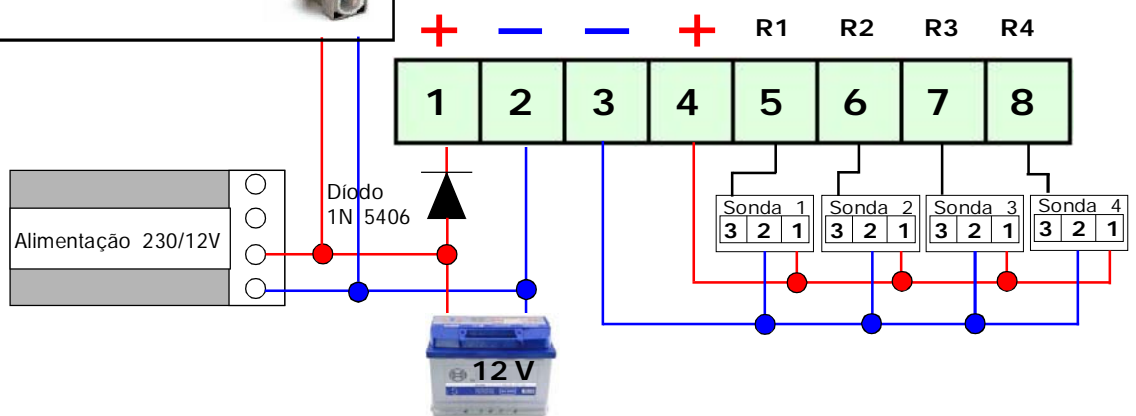 + — — + R1 R2 R3 R4
1 2 3 4 5 6 7 8
Díodo
1N 5406
Alimentação 230/12V
Sonda 1
3 2 1
Sonda 2
3 2 1
Sonda 3
3 2 1
Sonda 4
3 2 1
12 V